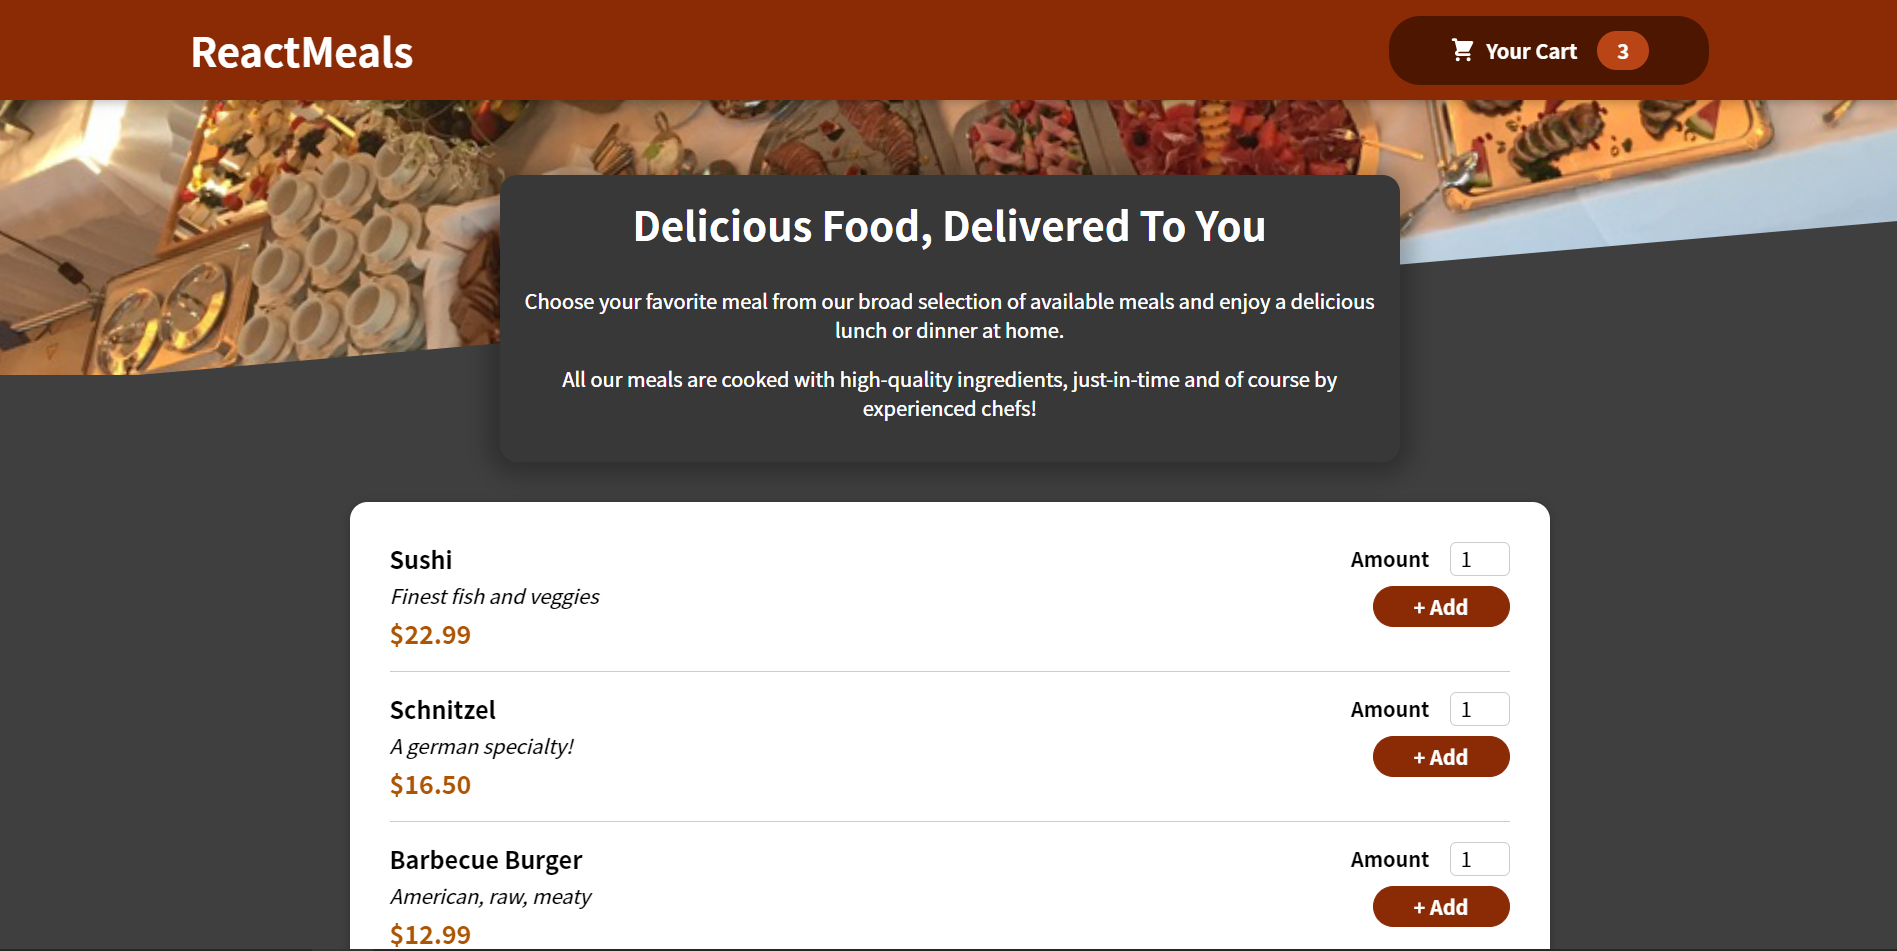 ReactMeals
Your Cart 3
Delicious Food, Delivered To You
Choose your favorite meal from our broad selection of available meals and enjoy a delicious
lunch or dinner at home.
All our meals are cooked with high-quality ingredients, just-in-time and of course by
experienced chefs!
Sushi
Finest fish and veggies
$22.99
Amount 1
+ Add
Schnitzel
A german specialty!
$16.50
Amount 1
+ Add
Barbecue Burger
American, raw, meaty
$12.99
Amount 1
+ Add